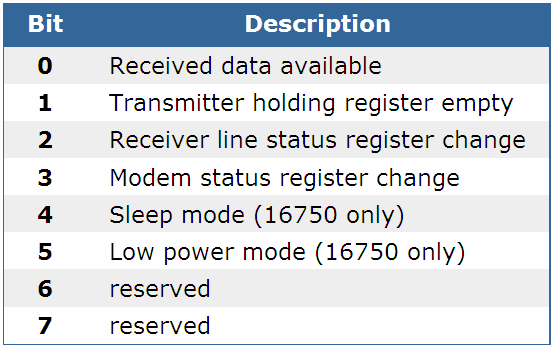 Bit Description
0 Received data available
1 Transmitter holding register empty
2 Receiver line status register change
3 Modem status register change
4 Sleep mode (16750 only)
5 Low power mode (16750 only)
6 reserved
7 reserved